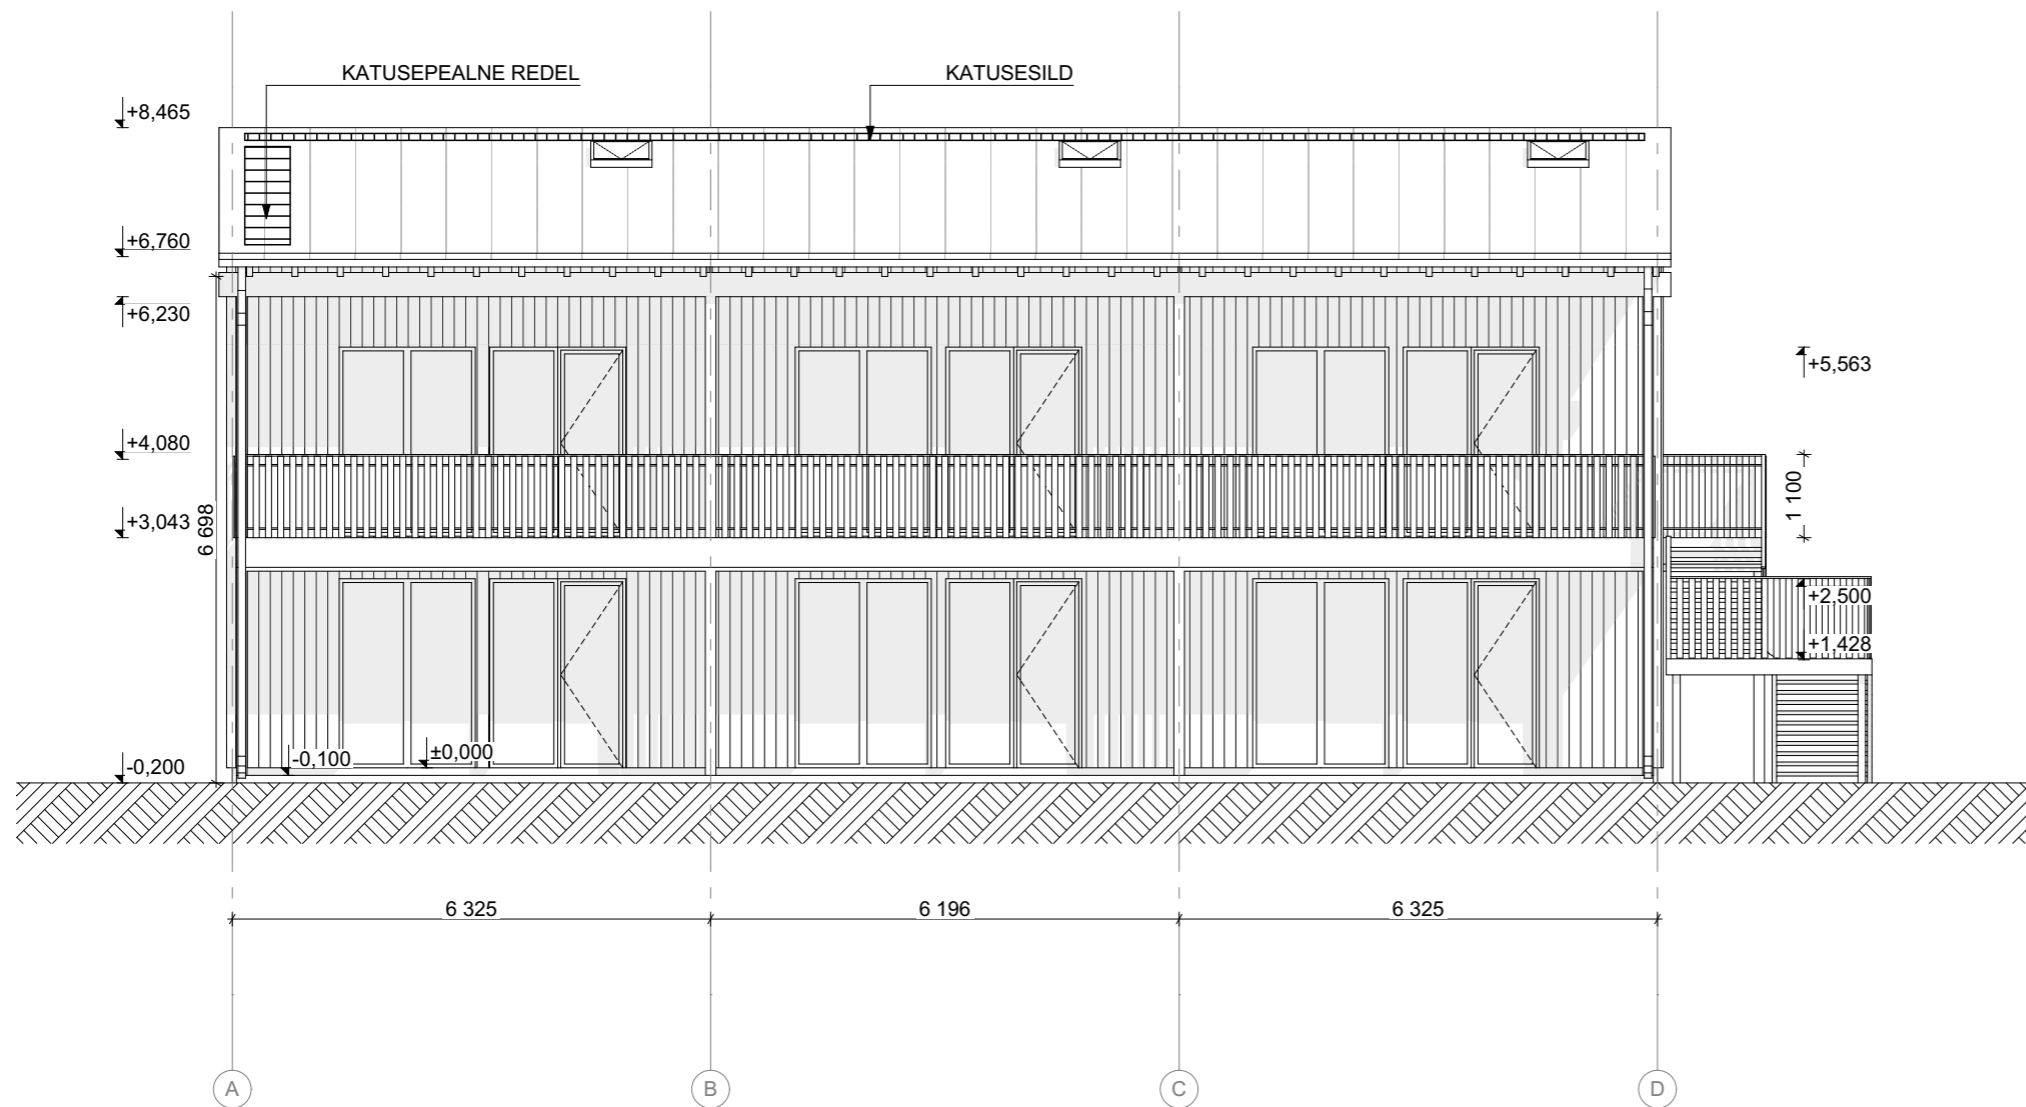 KATUSEPEALNE REDEL
KATUSESILD
+8,465
+6,760
+6,230
+5,563
+4,080
1 100
+3,043
6 698
+2,500
+1,428
-0,200
-0,100
±0,000
6 325
6 196
6 325
A
B
C
D